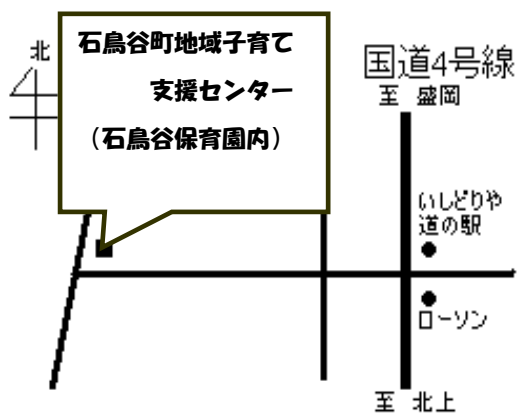 北
石鳥谷町地域子育て
支援センター
（石鳥谷保育園内）
国道4号線
至 盛岡
いしどりや
道の駅
ローソン
至 北上